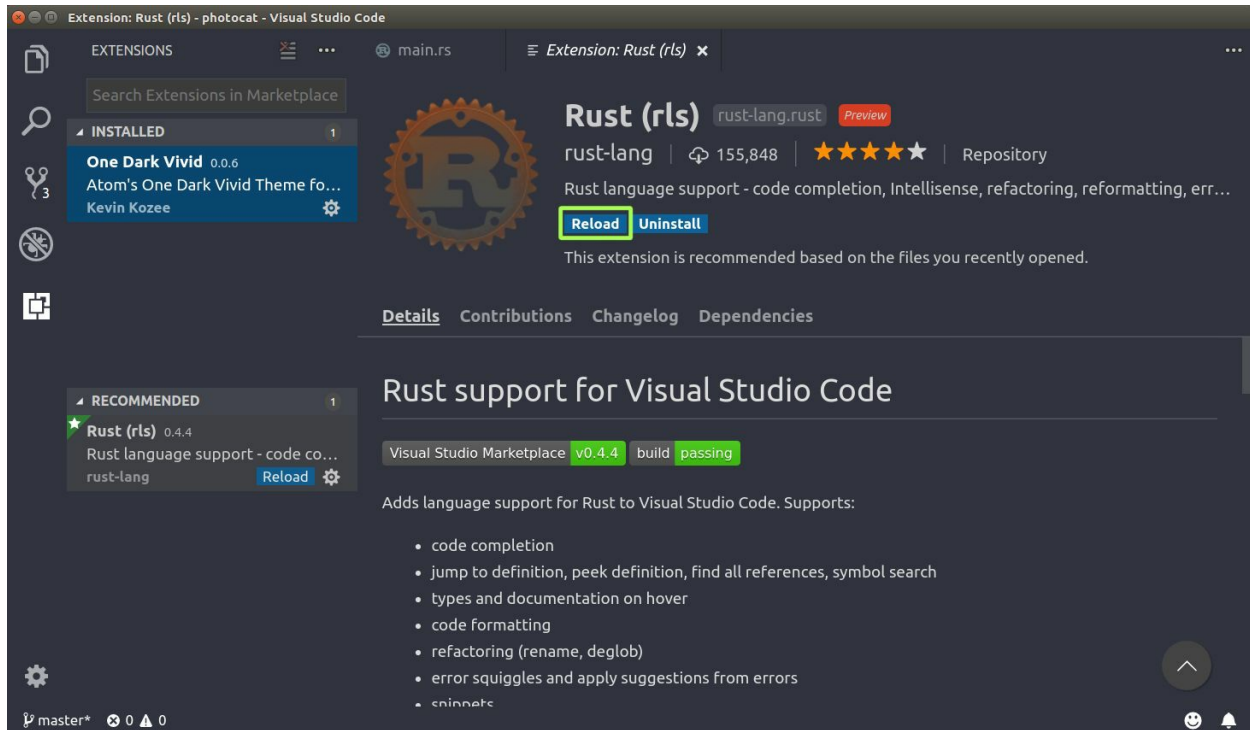 Extension: Rust (rls) - photocat - Visual Studio Code
EXTENSIONS
main.rs
Extension: Rust (rls)
Search Extensions in Marketplace
INSTALLED 1
One Dark Vivid 0.0.6
Atom's One Dark Vivid Theme fo...
Kevin Kozee
3
R
Rust (rls) rust-lang.rust Preview
rust-lang | 155,848 | Repository
Rust language support - code completion, Intellisense, refactoring, reformatting, err...
Reload Uninstall
This extension is recommended based on the files you recently opened.
Details Contributions Changelog Dependencies
RECOMMENDED 1
Rust (rls) 0.4.4
Rust language support - code co...
rust-lang Reload
Rust support for Visual Studio Code
Visual Studio Marketplace v0.4.4 build passing
Adds language support for Rust to Visual Studio Code. Supports:
• code completion
• jump to definition, peek definition, find all references, symbol search
• types and documentation on hover
• code formatting
• refactoring (rename, deglob)
• error squiggles and apply suggestions from errors
• snippets
master* 0 0